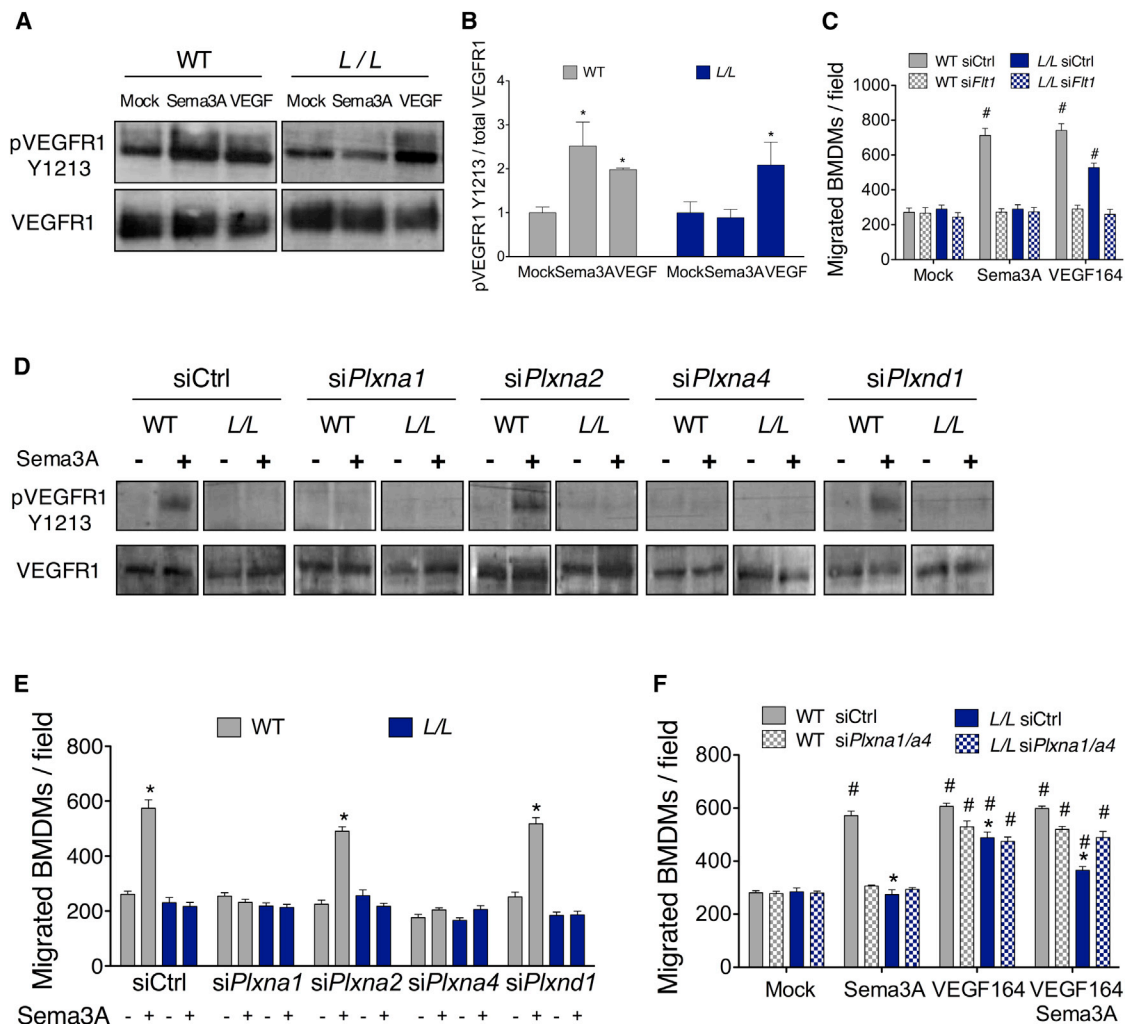 A
WT
L / L
Mock Sema3A VEGF
Mock Sema3A VEGF
pVEGFR1
Y1213
VEGFR1
B
WT
L/L
pVEGFR1 Y1213 / total VEGFR1
4
3
2
1
0
*
*
*
MockSema3AVEGF
MockSema3AVEGF
C
WT siCtrl
L/L siCtrl
WT siFlt1
L/L siFlt1
Migrated BMDMs / field
1000
800
600
400
200
0
#
#
#
Mock
Sema3A
VEGF164
D
siCtrl
siPlxna1
siPlxna2
siPlxna4
siPlxnd1
WT L/L WT L/L WT L/L WT L/L WT L/L
Sema3A - + - + - + - + - + - + - + - + - + - +
pVEGFR1
Y1213
VEGFR1
E
WT
L/L
Migrated BMDMs / field
800
600
400
200
0
*
*
*
siCtrl siPlxna1 siPlxna2 siPlxna4 siPlxnd1
Sema3A - + - + - + - + - + - + - + - + - + - +
F
WT siCtrl
L/L siCtrl
WT siPlxna1/a4
L/L siPlxna1/a4
Migrated BMDMs / field
800
600
400
200
0
#
*
#
#
#
*
#
#
#
#
*
#
Mock
Sema3A
VEGF164
VEGF164
Sema3A